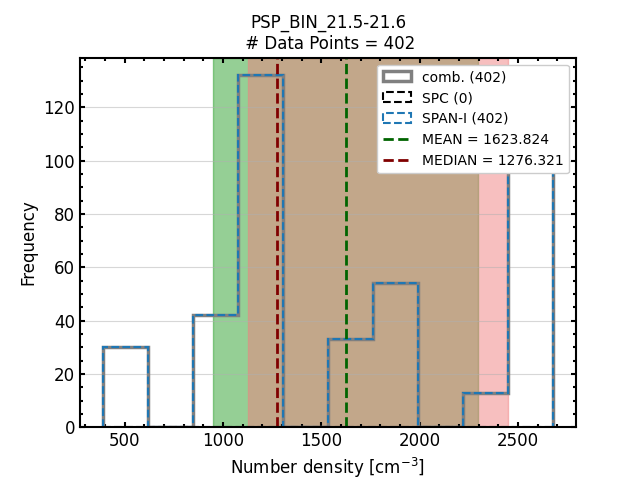 PSP_BIN_21.5-21.6
# Data Points = 402
comb. (402)
SPC (0)
SPAN-I (402)
MEAN = 1623.824
MEDIAN = 1276.321
Frequency
120
100
80
60
40
20
0
500 1000 1500 2000 2500
Number density [cm⁻³]